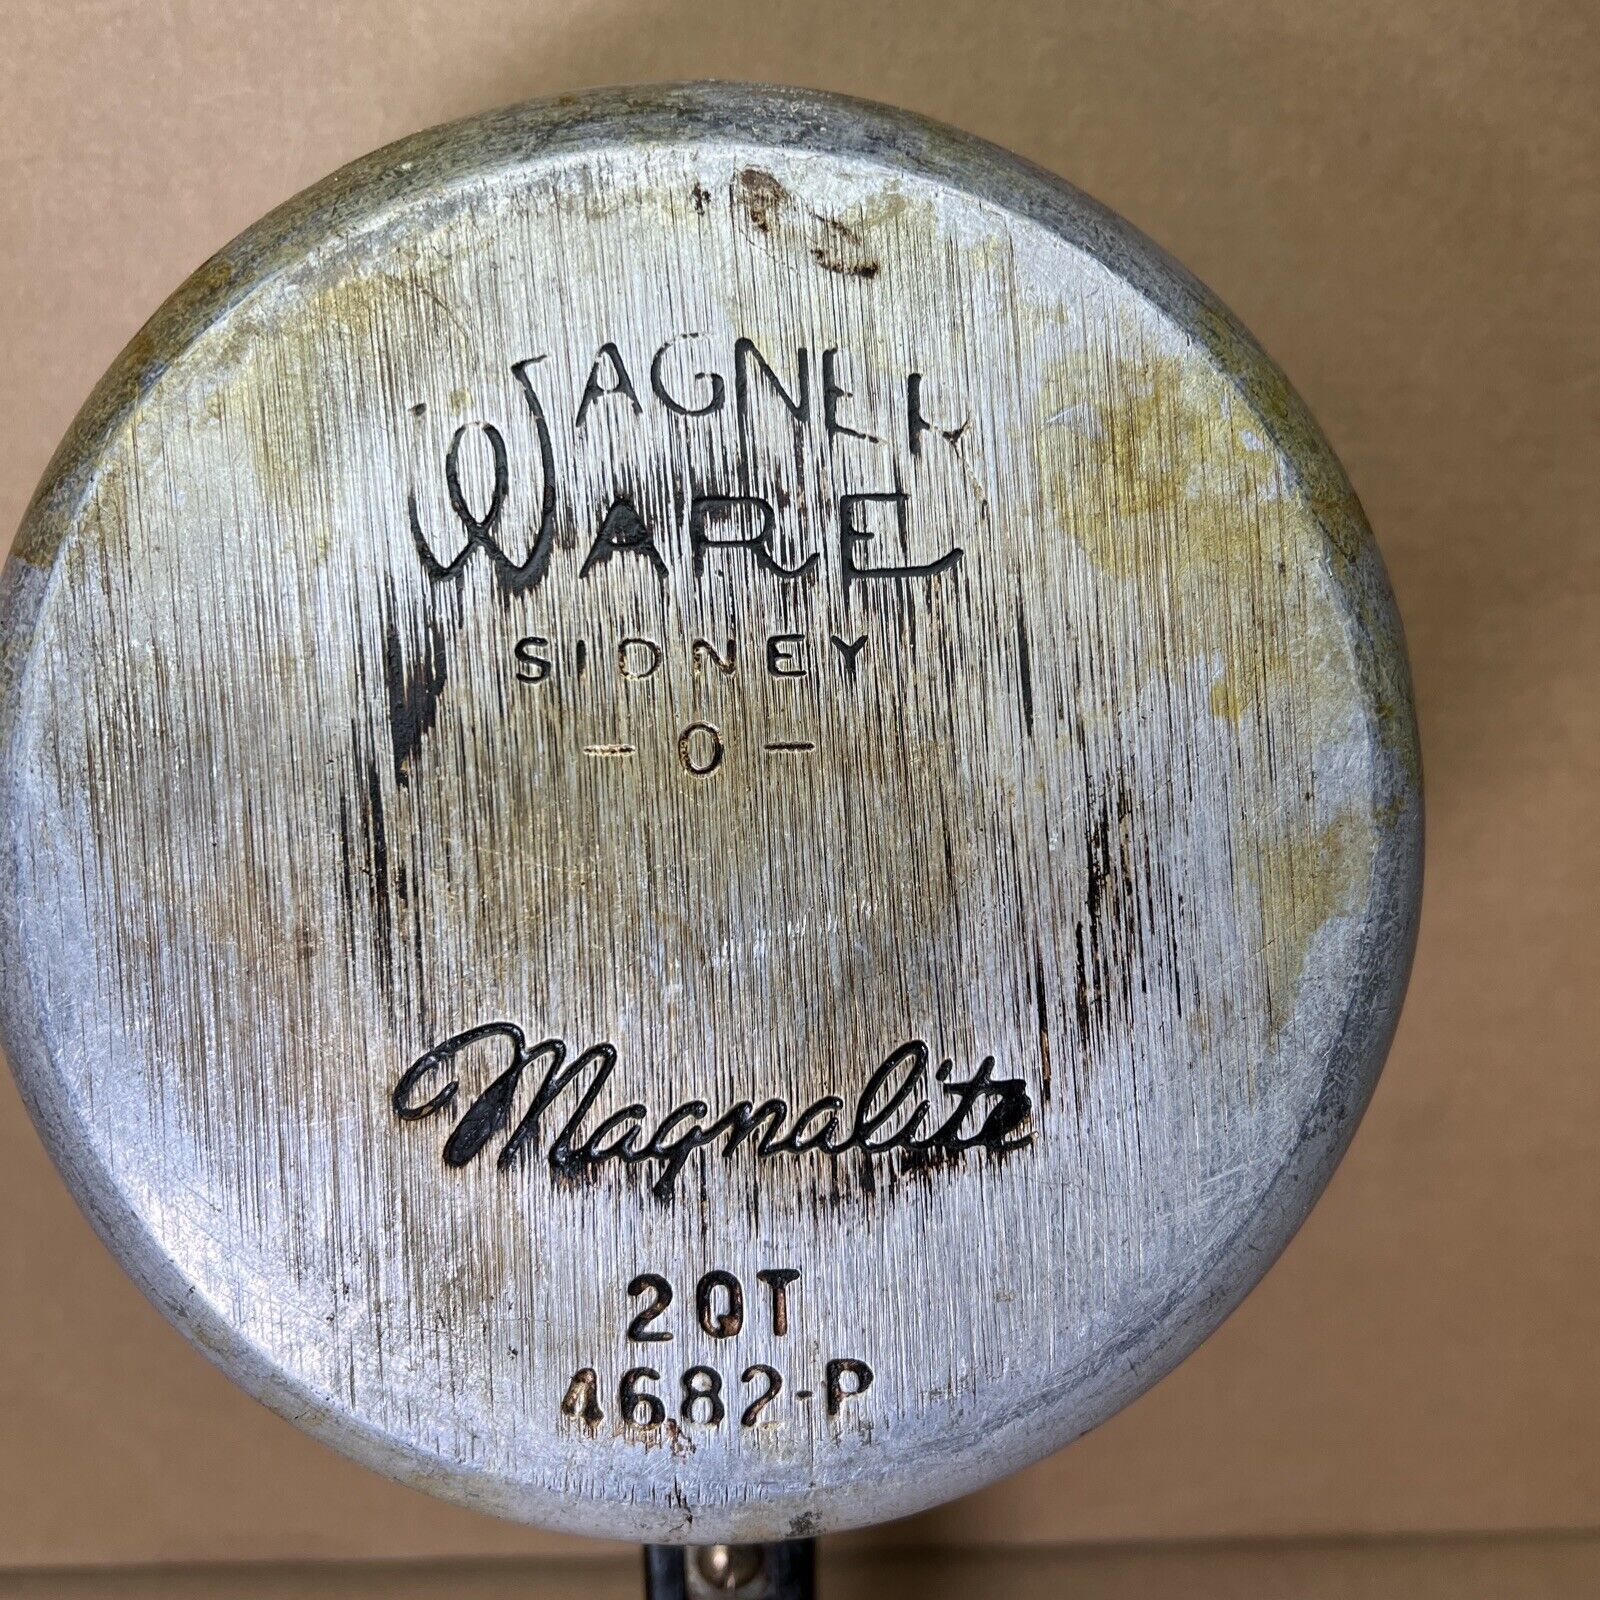 WAGNER
WARE
SIDNEY
- O -
Magnalite
2QT
4682-P